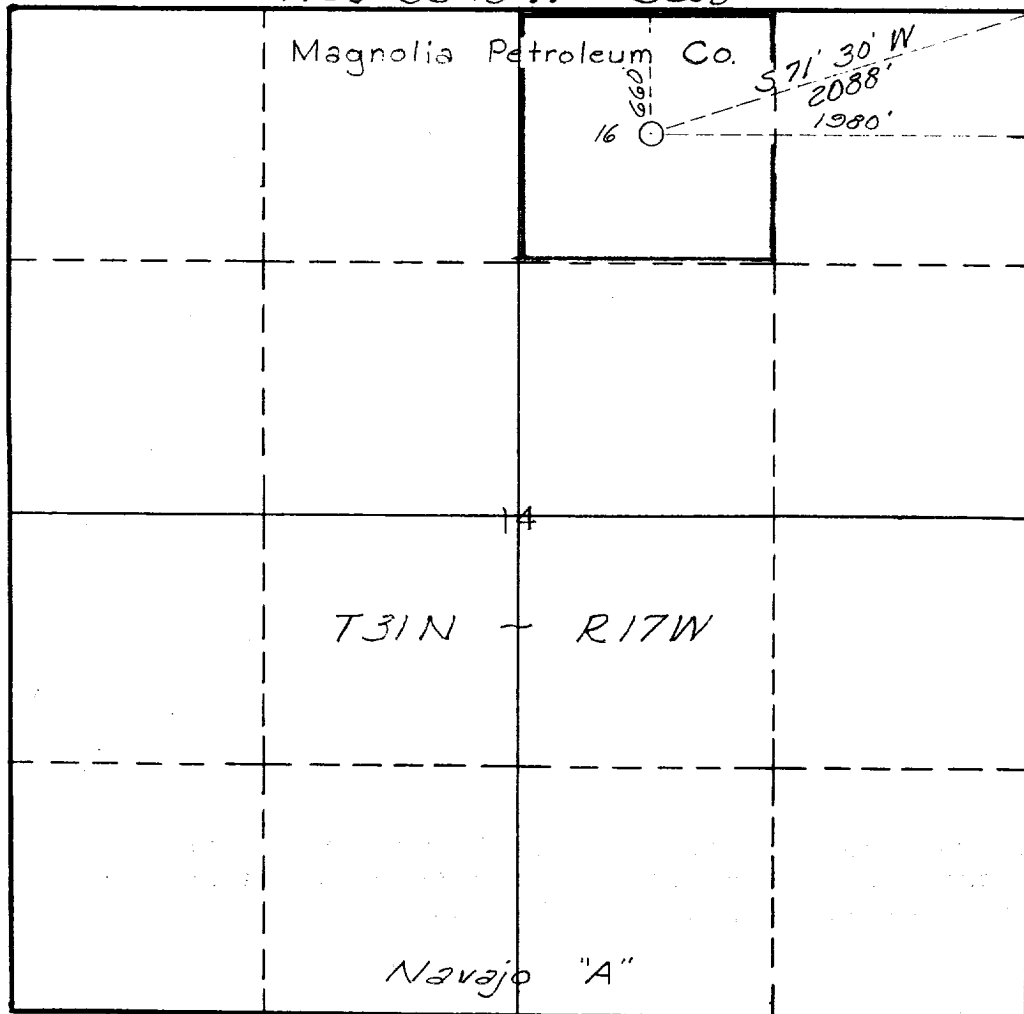 Magnolia Petroleum Co.
S 71' 30' W
2088'
660'
16
1980'
14
T31N - R17W
Navajo "A"